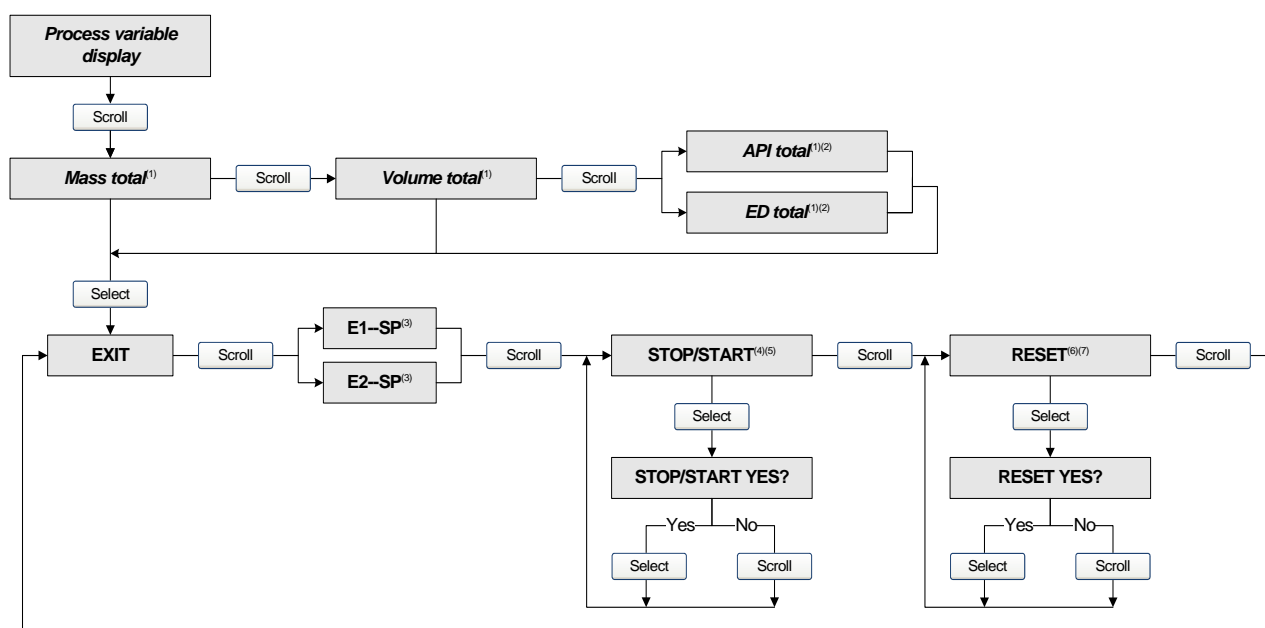 Process variable
display
Scroll
Mass total(1)
Scroll
Volume total(1)
Scroll
API total(1)(2)
ED total(1)(2)
Select
EXIT
Scroll
E1--SP(3)
E2--SP(3)
Scroll
STOP/START(4)(5)
Scroll
RESET(6)(7)
Scroll
Select
Select
STOP/START YES?
RESET YES?
Yes No
Yes No
Select Scroll
Select Scroll